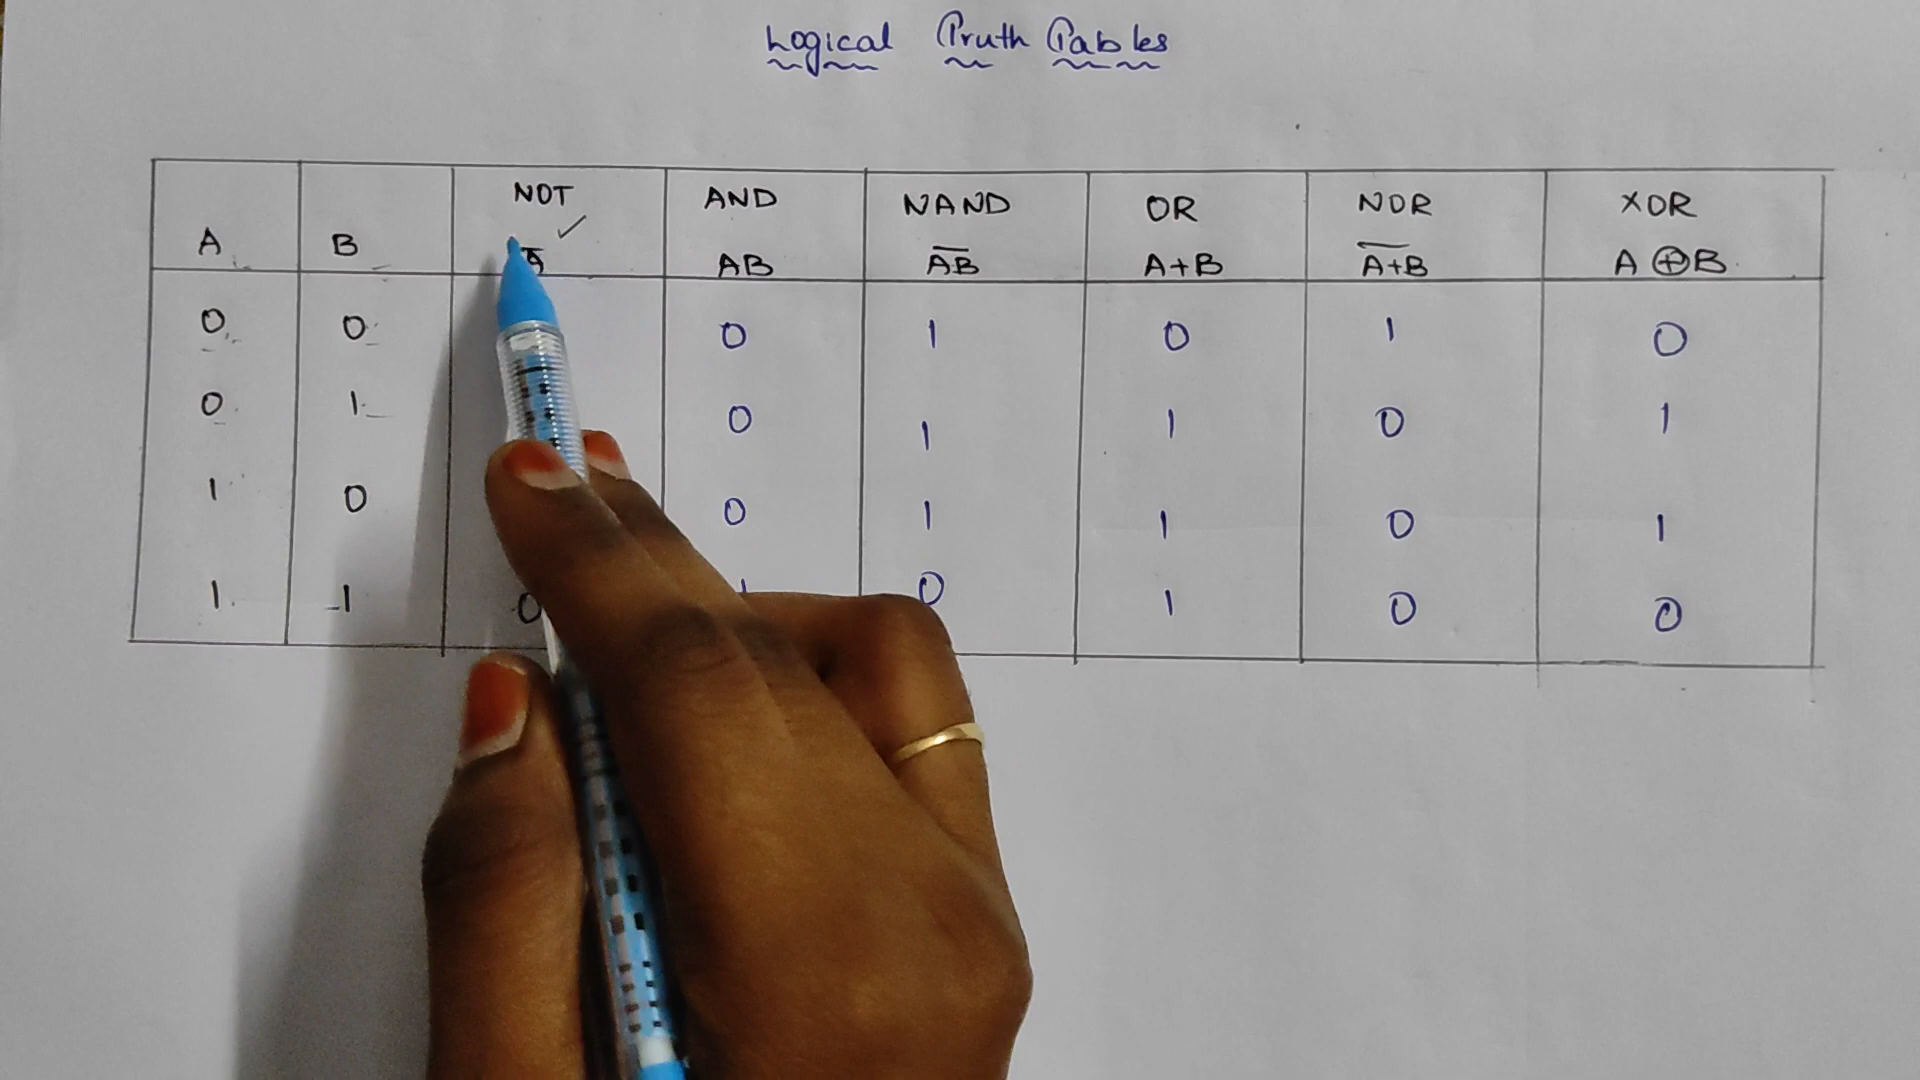 Logical Truth Tables
NOT AND NAND OR NOR XOR
A B A̅ AB A̅B̅ A+B A̅+̅B̅ A⊕B
0 0 0 1 0 1 0
0 1 0 1 1 0 1
1 0 0 1 1 0 1
1 1 0 0 1 0 0